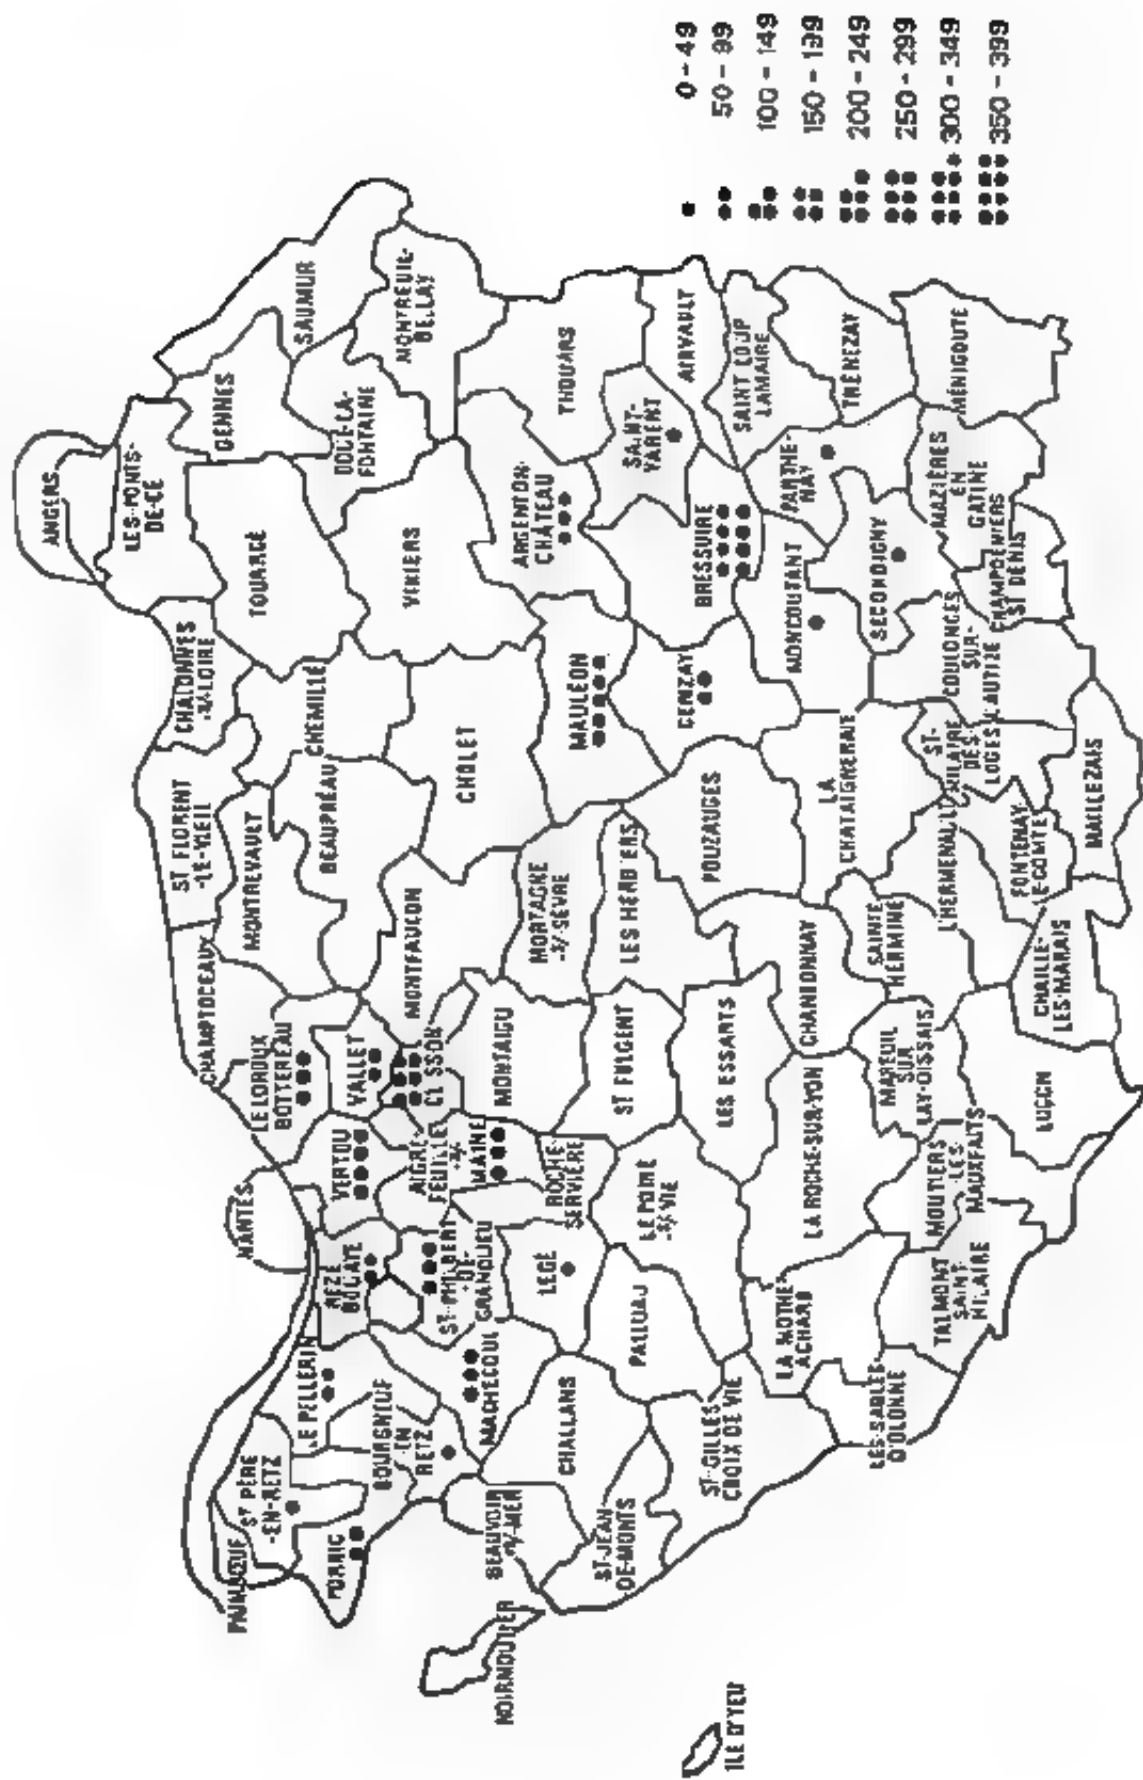 PAIMBŒUF
ST PÈRE
-EN-RETZ
PORNIC
LE PELLERIN
BOURGNEUF
EN
RETZ
MACHECOUL
NANTES
REZÉ
BOUAYE
ST-PHILBERT
-DE-
GRANDLIEU
LEGÉ
VERTOU
AIGRE-
FEUILLE
-S/-
MAINE
LE LOROUX
BOTTEREAU
VALLET
CLISSON
CHAMPTOCEAUX
ST FLORENT
-LE-VIEIL
MONTREVAULT
BEAUPRÉAU
MONTFAUCON
CHOLET
CHEMILLÉ
CHALONNES
-S/-LOIRE
ANGERS
LES-PONTS-
DE-CÉ
TOUARCÉ
VIHIERS
GENNES
DOUÉ-LA-
FONTAINE
SAUMUR
MONTREUIL-
BELLAY
NOIRMOUTIER
ILE D'YEU
BEAUVOIR
-S/-MER
ST-JEAN-
DE-MONTS
CHALLANS
ST-GILLES
CROIX DE VIE
PALLUAU
LE POIRÉ
-S/-VIE
ROCHE-
SERVIÈRE
MONTAIGU
ST FULGENT
LES ESSARTS
MORTAGNE
-S/-SÈVRE
LES HERBIERS
POUZAUGES
LA
CHATAIGNERAIE
CHANTONNAY
LA ROCHE-SUR-YON
LA MOTHE
ACHARD
LES-SABLES-
D'OLONNE
TALMONT
SAINT
HILAIRE
MOUTIERS
-LES-
MAUXFAITS
MAREUIL
SUR
LAY-DISSAIS
LUÇON
SAINTE
HERMINE
L'HERMENAULT
CHAILLÉ-
LES-MARAIS
FONTENAY
LE-COMTE
ST-
HILAIRE
DES-
LOGES
MAILLEZAIS
MAULÉON
CERIZAY
BRESSUIRE
ARGENTON-
CHÂTEAU
THOUARS
SAINT-
VARENT
AIRVAULT
SAINT LOUP
LAMAIRE
THÉNEZAY
PARTHE-
NAY
MONCOUTANT
SECONDIGNY
MAZIÈRES
EN
GATINE
MÉNIGOUTE
COULONGES
SUR-
L'AUTIZE
CHAMPDENIERS
ST DENIS
0 - 49
50 - 99
100 - 149
150 - 199
200 - 249
250 - 299
300 - 349
350 - 399